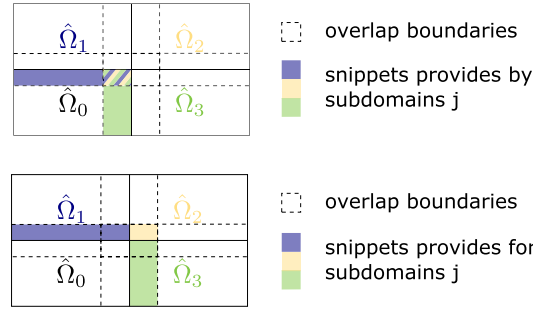 Ω̂₁ Ω̂₂
Ω̂₀ Ω̂₃
overlap boundaries
snippets provides by
subdomains j
Ω̂₁ Ω̂₂
Ω̂₀ Ω̂₃
overlap boundaries
snippets provides for
subdomains j